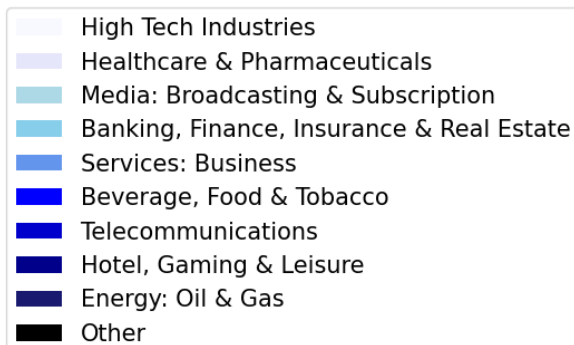 High Tech Industries
Healthcare & Pharmaceuticals
Media: Broadcasting & Subscription
Banking, Finance, Insurance & Real Estate
Services: Business
Beverage, Food & Tobacco
Telecommunications
Hotel, Gaming & Leisure
Energy: Oil & Gas
Other